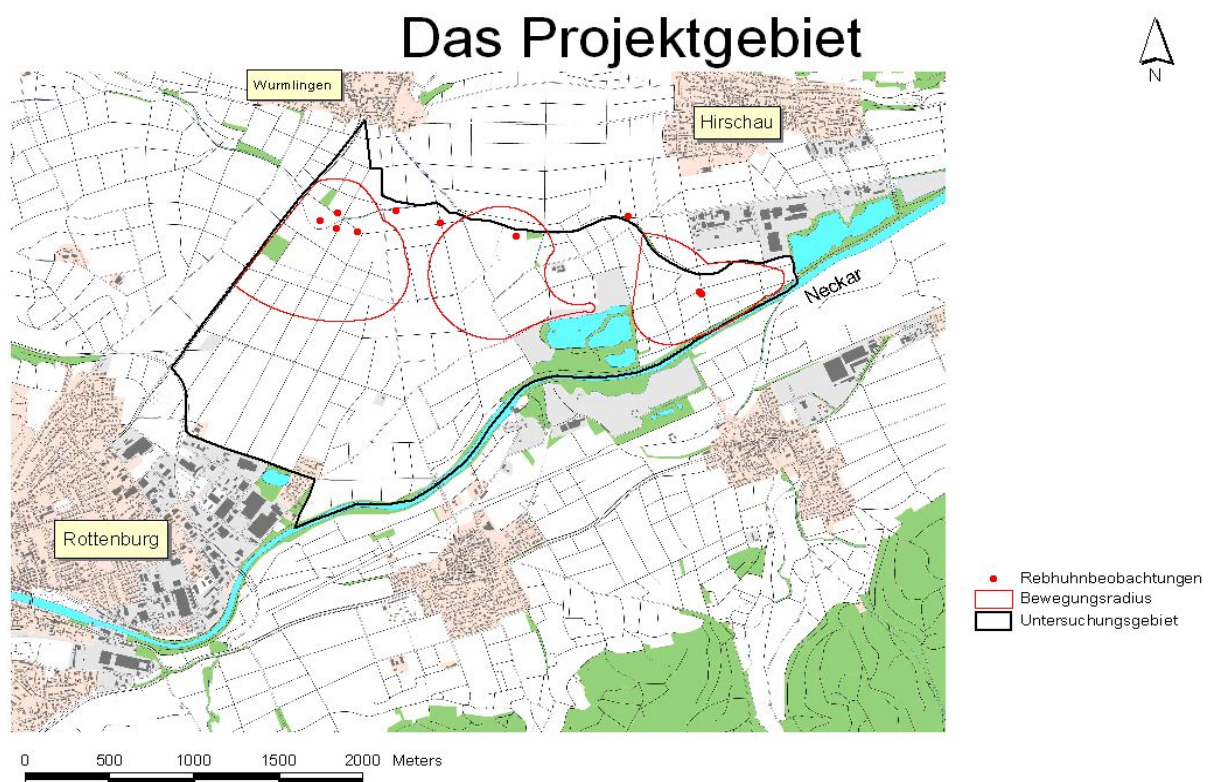 Das Projektgebiet
N
Wurmlingen
Hirschau
Neckar
Rottenburg
Rebhuhnbeobachtungen
Bewegungsradius
Untersuchungsgebiet
0 500 1000 1500 2000 Meters